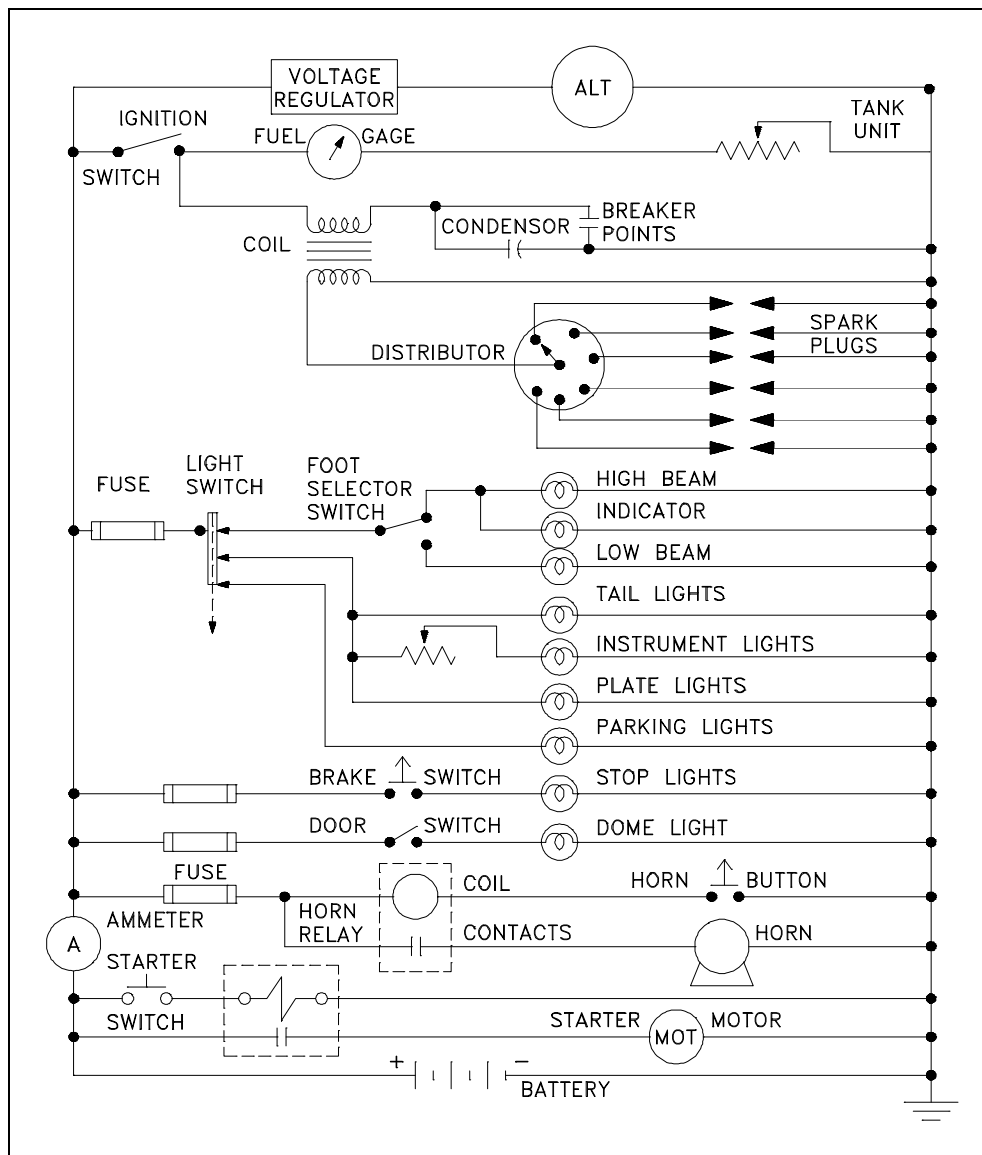 VOLTAGE
REGULATOR
ALT
IGNITION
SWITCH
FUEL GAGE
TANK
UNIT
COIL
CONDENSOR
BREAKER
POINTS
DISTRIBUTOR
SPARK
PLUGS
FUSE
LIGHT
SWITCH
FOOT
SELECTOR
SWITCH
HIGH BEAM
INDICATOR
LOW BEAM
TAIL LIGHTS
INSTRUMENT LIGHTS
PLATE LIGHTS
PARKING LIGHTS
BRAKE SWITCH
STOP LIGHTS
DOOR SWITCH
DOME LIGHT
FUSE
COIL
HORN BUTTON
HORN
RELAY
CONTACTS
HORN
AMMETER
A
STARTER
SWITCH
STARTER MOTOR
MOT
+ -
BATTERY